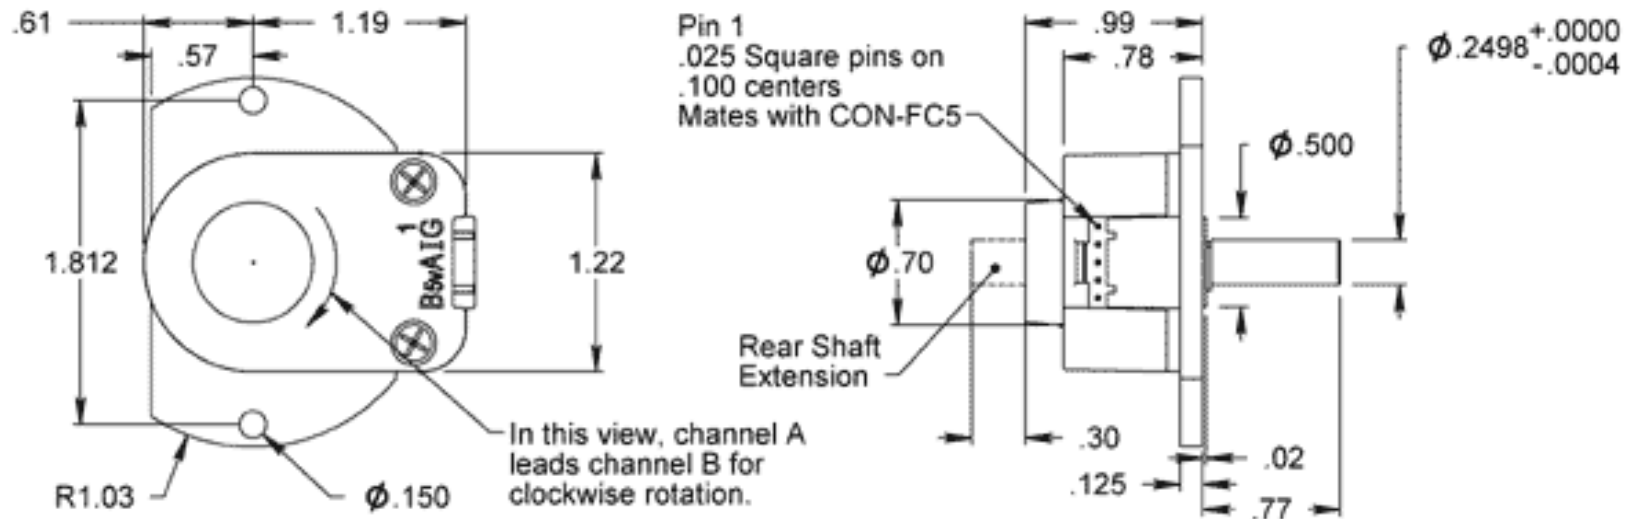 .61
1.19
.57
1.812
1.22
1
B5vAIG
R1.03
Ø.150
In this view, channel A
leads channel B for
clockwise rotation.
Pin 1
.025 Square pins on
.100 centers
Mates with CON-FC5
.99
.78
Ø.2498 +.0000
-.0004
Ø.500
Ø.70
Rear Shaft
Extension
.30
.02
.125
.77